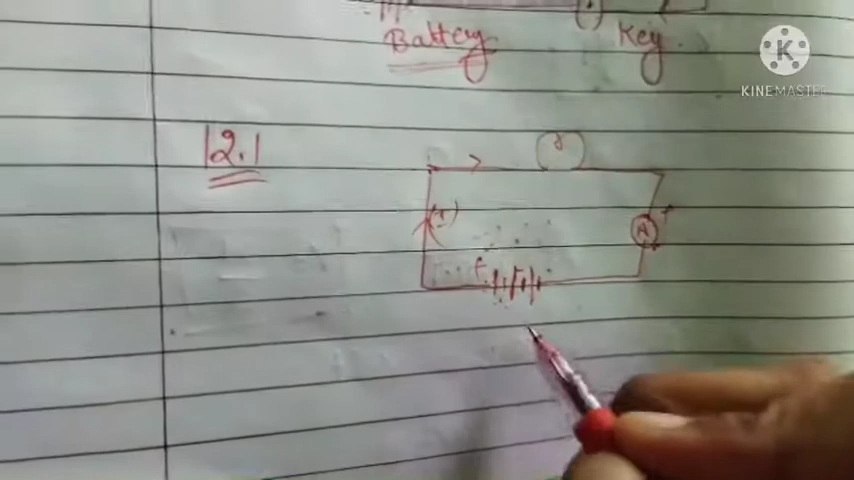 Battery Key
K
KINEMASTER
12.1
(+)
A
+